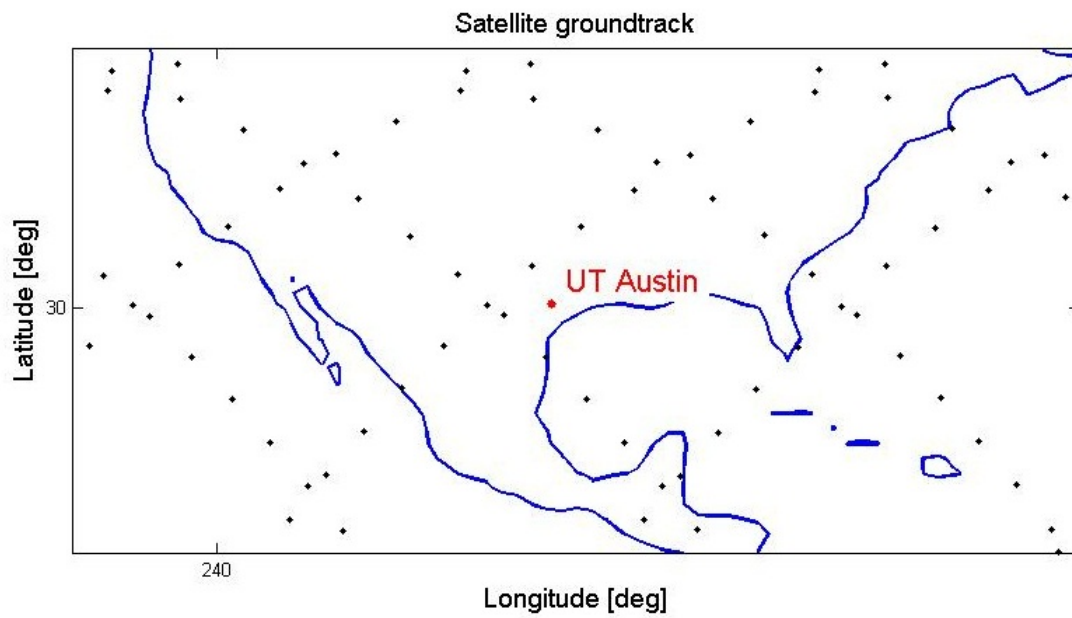 Satellite groundtrack
Latitude [deg]
30
UT Austin
240
Longitude [deg]